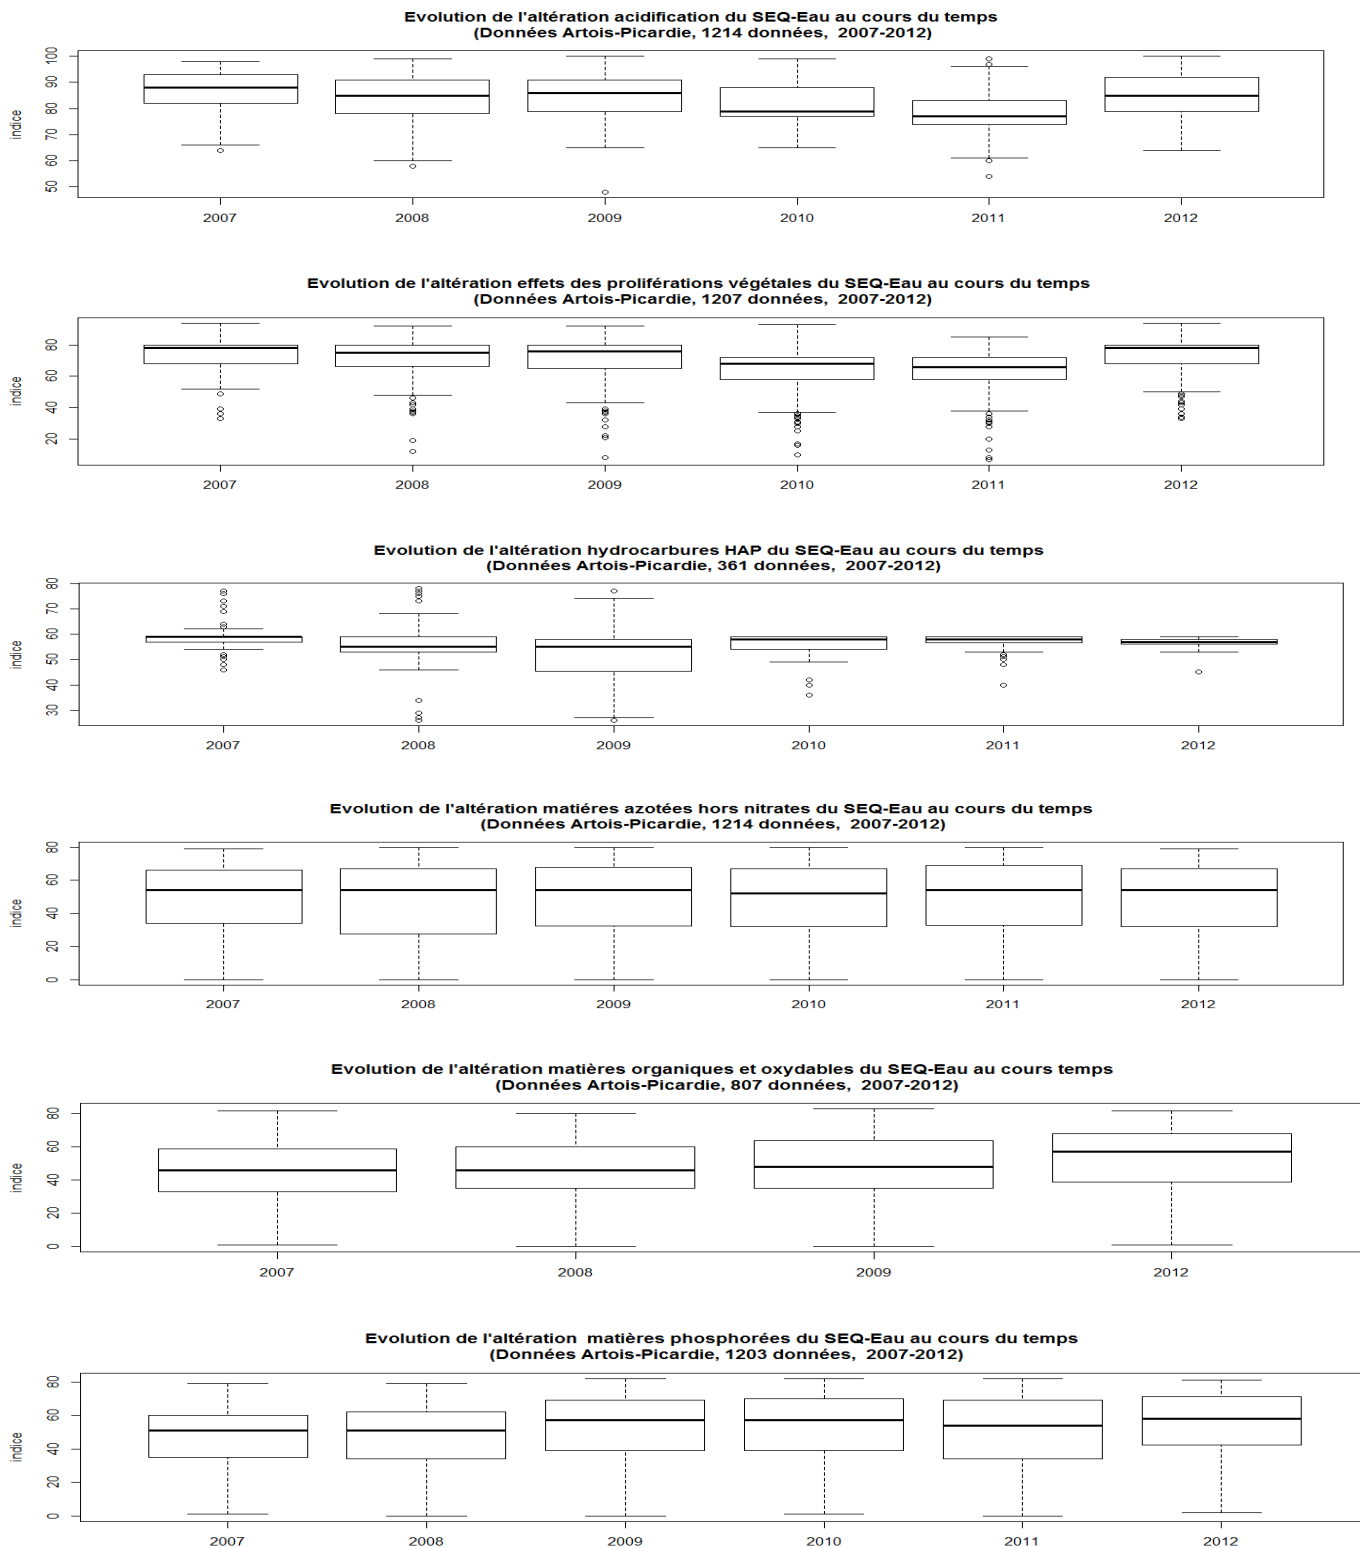 Evolution de l'altération acidification du SEQ-Eau au cours du temps
(Données Artois-Picardie, 1214 données,  2007-2012)
indice
100
90
80
70
60
50
2007 2008 2009 2010 2011 2012
Evolution de l'altération effets des proliférations végétales du SEQ-Eau au cours du temps
(Données Artois-Picardie, 1207 données,  2007-2012)
indice
80
60
40
20
2007 2008 2009 2010 2011 2012
Evolution de l'altération hydrocarbures HAP du SEQ-Eau au cours du temps
(Données Artois-Picardie, 361 données,  2007-2012)
indice
80
70
60
50
40
30
2007 2008 2009 2010 2011 2012
Evolution de l'altération matiéres azotées hors nitrates du SEQ-Eau au cours du temps
(Données Artois-Picardie, 1214 données,  2007-2012)
indice
80
60
40
20
0
2007 2008 2009 2010 2011 2012
Evolution de l'altération matières organiques et oxydables du SEQ-Eau au cours temps
(Données Artois-Picardie, 807 données,  2007-2012)
indice
80
60
40
20
0
2007 2008 2009 2012
Evolution de l'altération  matières phosphorées du SEQ-Eau au cours du temps
(Données Artois-Picardie, 1203 données,  2007-2012)
indice
80
60
40
20
0
2007 2008 2009 2010 2011 2012